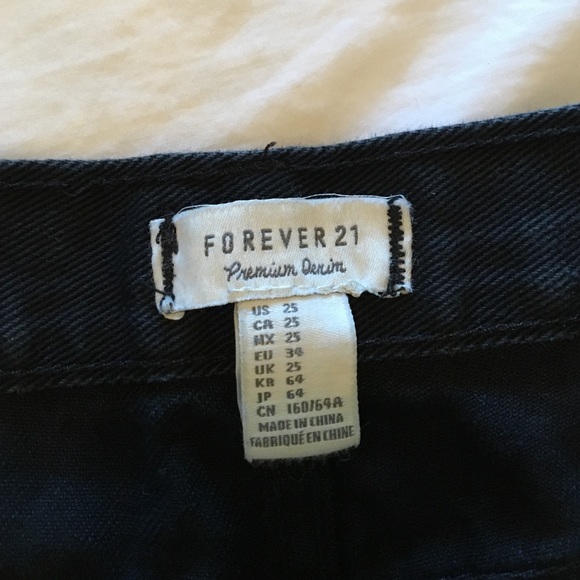 FOREVER 21
Premium Denim
US 25
CA 25
MX 25
EU 34
UK 25
KR 64
JP 64
CN 160/64A
MADE IN CHINA
FABRIQUÉ EN CHINE